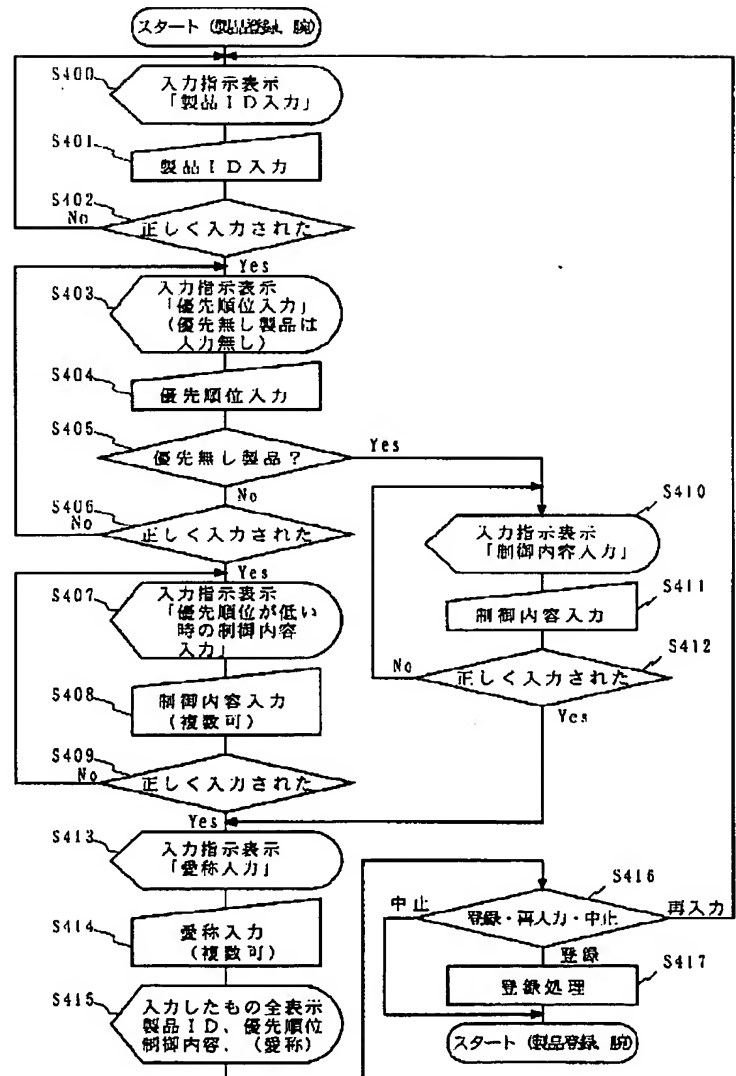 スタート (製品登録、
S400
入力指示表示
「製品ID入力」
S401
製品ID入力
S402
No
正しく入力された
Yes
S403
入力指示表示
「優先順位入力」
(優先無し製品は
入力無し)
S404
優先順位入力
S405
優先無し製品?
Yes
No
S406
No
正しく入力された
Yes
S407
入力指示表示
「優先順位が低い
時の制御内容
入力」
S408
制御内容入力
(複数可)
S409
No
正しく入力された
Yes
S410
入力指示表示
「制御内容入力」
S411
制御内容入力
S412
No
正しく入力された
Yes
S413
入力指示表示
「愛称入力」
S414
愛称入力
(複数可)
S415
入力したもの全表示
製品ID、優先順位
制御内容、(愛称)
S416
中止
登録・再入力・中止
再入力
登録
S417
登録処理
スタート (製品登録、